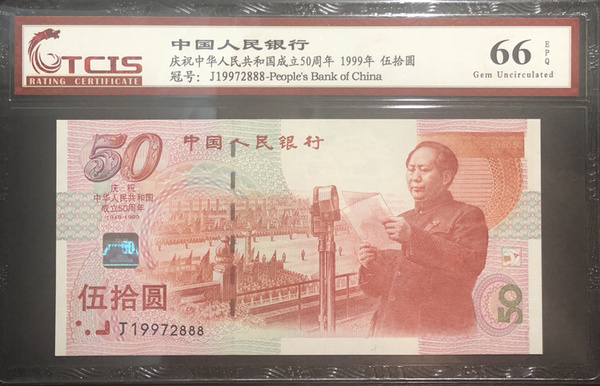 TCIS
RATING CERTIFICATE
中国人民银行
庆祝中华人民共和国成立50周年 1999年 伍拾圆
冠号: J19972888-People's Bank of China
66 EPQ
Gem Uncirculated
50 中国人民银行
庆祝
中华人民共和国
成立50周年
1949-1999
50
伍拾圆
J19972888
50